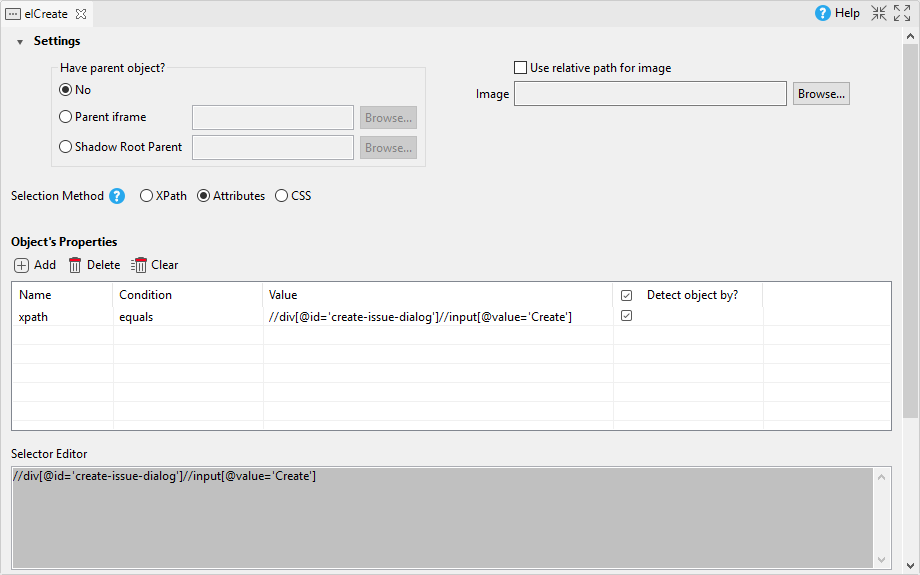 elCreate
Help
Settings
Have parent object?
No
Parent iframe
Browse...
Shadow Root Parent
Browse...
Use relative path for image
Image
Browse...
Selection Method ? XPath Attributes CSS
Object's Properties
Add Delete Clear
Name Condition Value Detect object by?
xpath equals //div[@id='create-issue-dialog']//input[@value='Create']
Selector Editor
//div[@id='create-issue-dialog']//input[@value='Create']